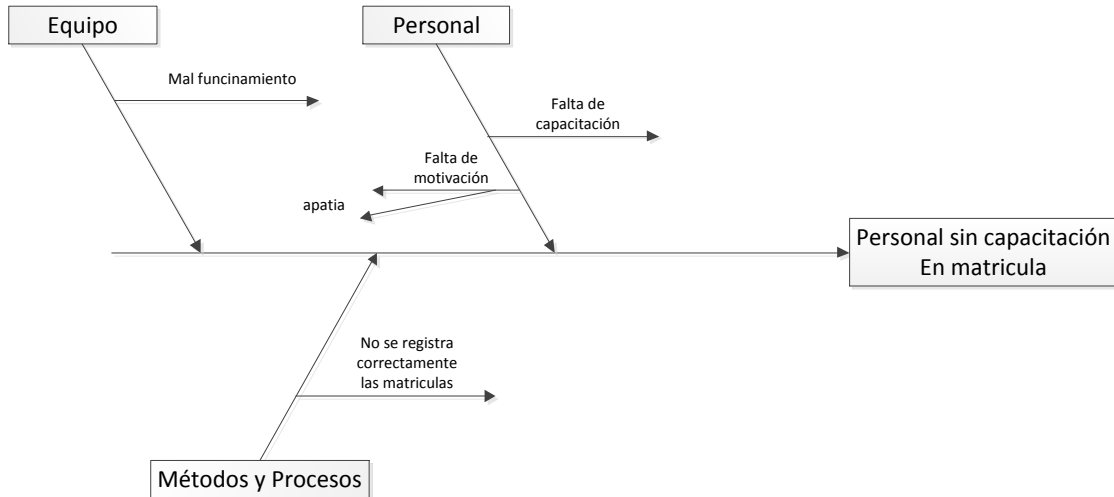 Equipo
Personal
Mal funcinamiento
Falta de
capacitación
Falta de
motivación
apatia
Personal sin capacitación
En matricula
No se registra
correctamente
las matriculas
Métodos y Procesos